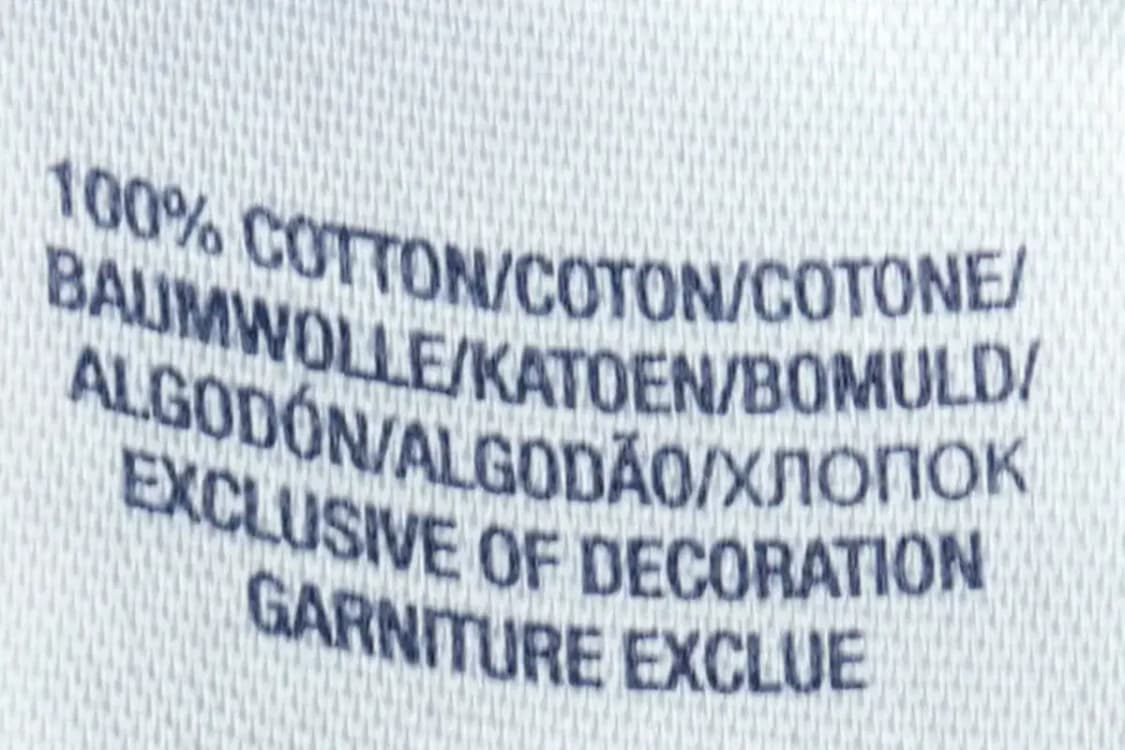 100% COTTON/COTON/COTONE/
BAUMWOLLE/KATOEN/BOMULD/
ALGODÓN/ALGODÃO/ХЛОПОК
EXCLUSIVE OF DECORATION
GARNITURE EXCLUE